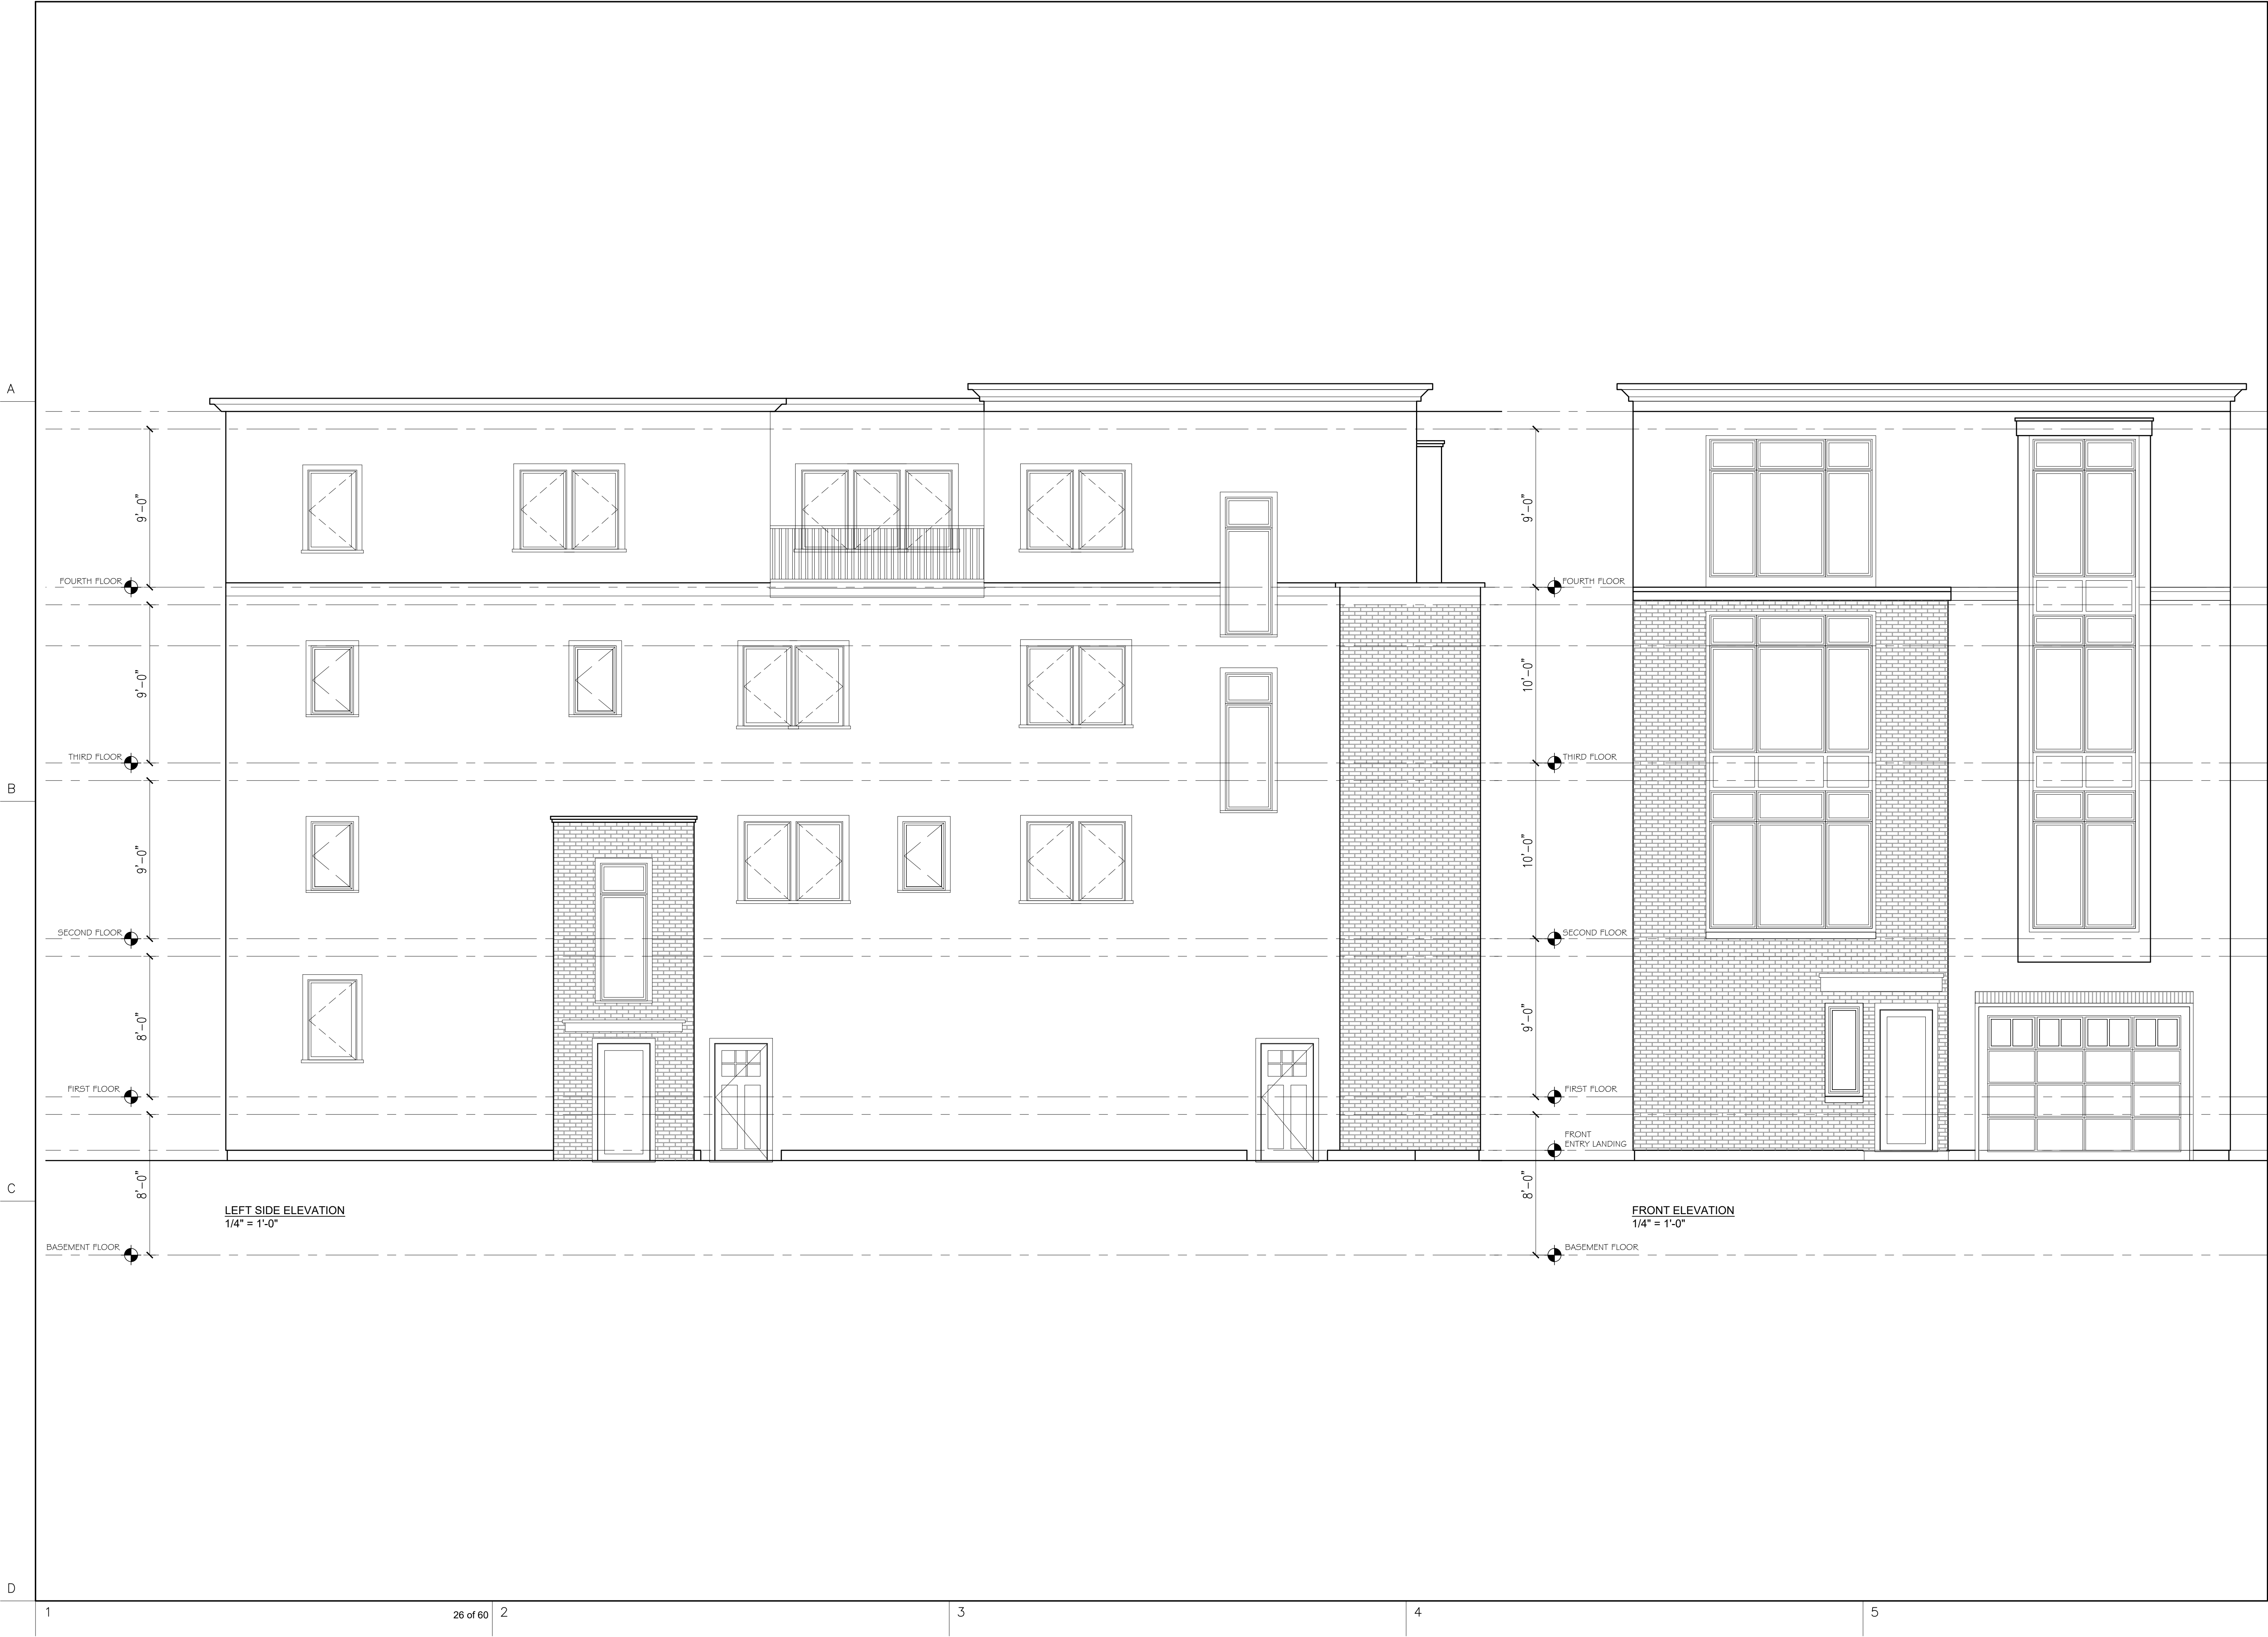 A
B
C
D
9'-0"
FOURTH FLOOR
9'-0"
THIRD FLOOR
9'-0"
SECOND FLOOR
8'-0"
FIRST FLOOR
8'-0"
BASEMENT FLOOR
LEFT SIDE ELEVATION
1/4" = 1'-0"
9'-0"
FOURTH FLOOR
10'-0"
THIRD FLOOR
10'-0"
SECOND FLOOR
9'-0"
FIRST FLOOR
FRONT
ENTRY LANDING
8'-0"
BASEMENT FLOOR
FRONT ELEVATION
1/4" = 1'-0"
1
26 of 60
2
3
4
5